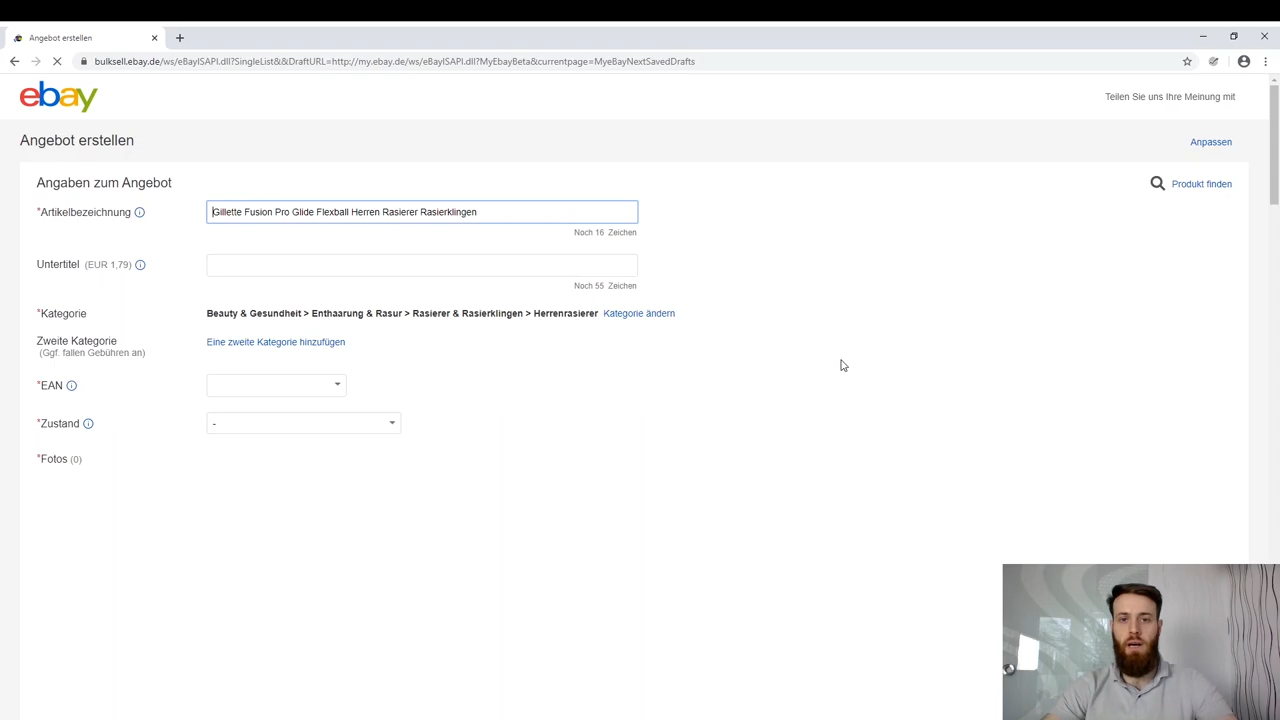 Angebot erstellen
bulksell.ebay.de/ws/eBayISAPI.dll?SingleList&&DraftURL=http://my.ebay.de/ws/eBayISAPI.dll?MyEbayBeta&currentpage=MyeBayNextSavedDrafts
ebay
Teilen Sie uns Ihre Meinung mit
Angebot erstellen
Anpassen
Angaben zum Angebot
Produkt finden
*Artikelbezeichnung
Gillette Fusion Pro Glide Flexball Herren Rasierer Rasierklingen
Noch 16 Zeichen
Untertitel (EUR 1,79)
Noch 55 Zeichen
*Kategorie
Beauty & Gesundheit > Enthaarung & Rasur > Rasierer & Rasierklingen > Herrenrasierer Kategorie ändern
Zweite Kategorie
Eine zweite Kategorie hinzufügen
(Ggf. fallen Gebühren an)
*EAN
*Zustand
-
*Fotos (0)